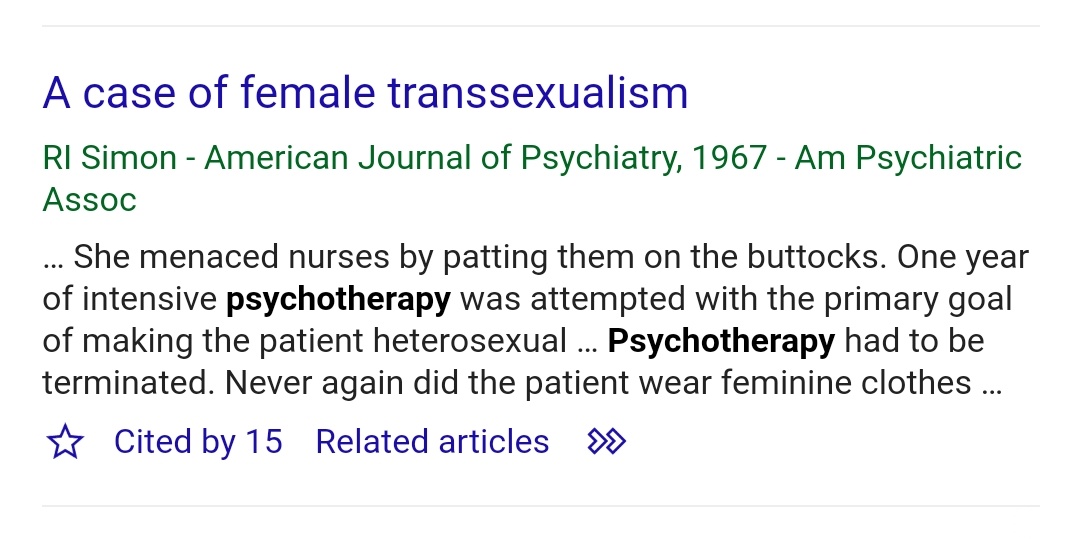 A case of female transsexualism
RI Simon - American Journal of Psychiatry, 1967 - Am Psychiatric
Assoc
... She menaced nurses by patting them on the buttocks. One year
of intensive psychotherapy was attempted with the primary goal
of making the patient heterosexual ... Psychotherapy had to be
terminated. Never again did the patient wear feminine clothes ...
Cited by 15 Related articles